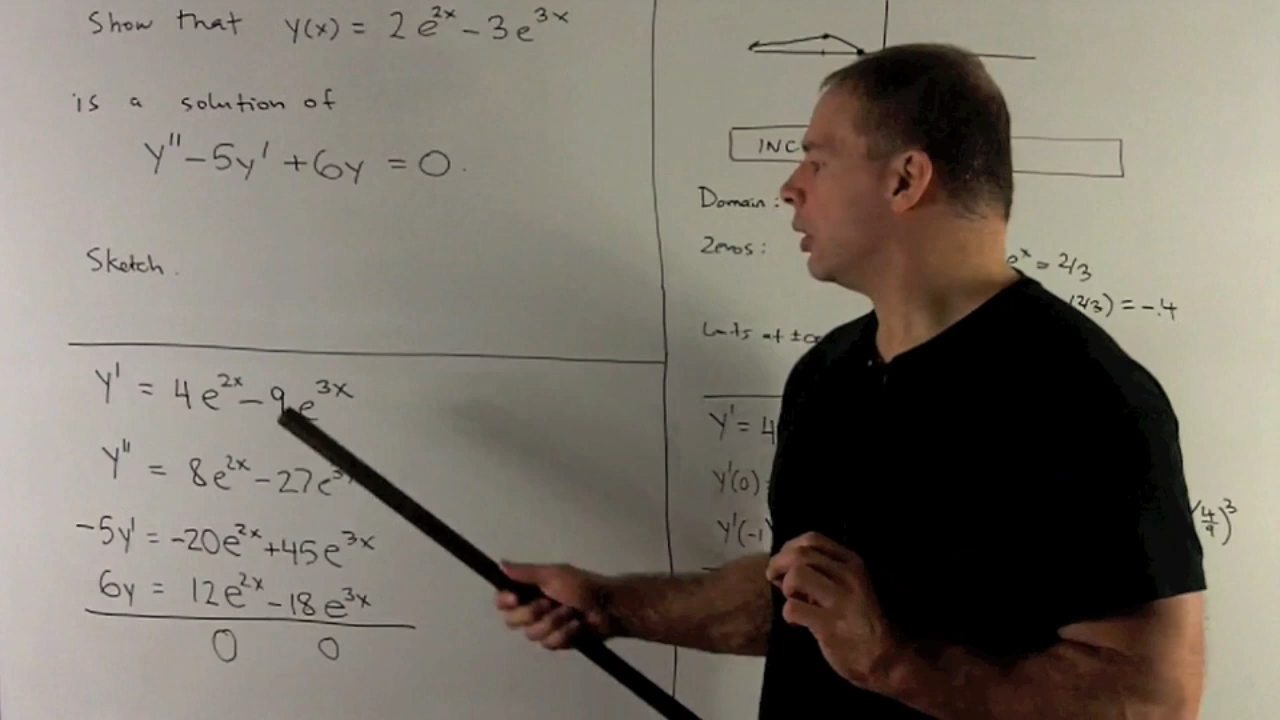 Show that y(x) = 2e^{2x} - 3e^{3x}
is a solution of
y'' - 5y' + 6y = 0.
Sketch.
y' = 4e^{2x} - 9e^{3x}
y'' = 8e^{2x} - 27e^{3x}
-5y' = -20e^{2x} + 45e^{3x}
6y = 12e^{2x} - 18e^{3x}
0 0
INC
Domain:
Zeros: e^x = 2/3
(2/3) = -.4
at ±
y' = 4
y'(0) =
y'(-1 (4/9)^3